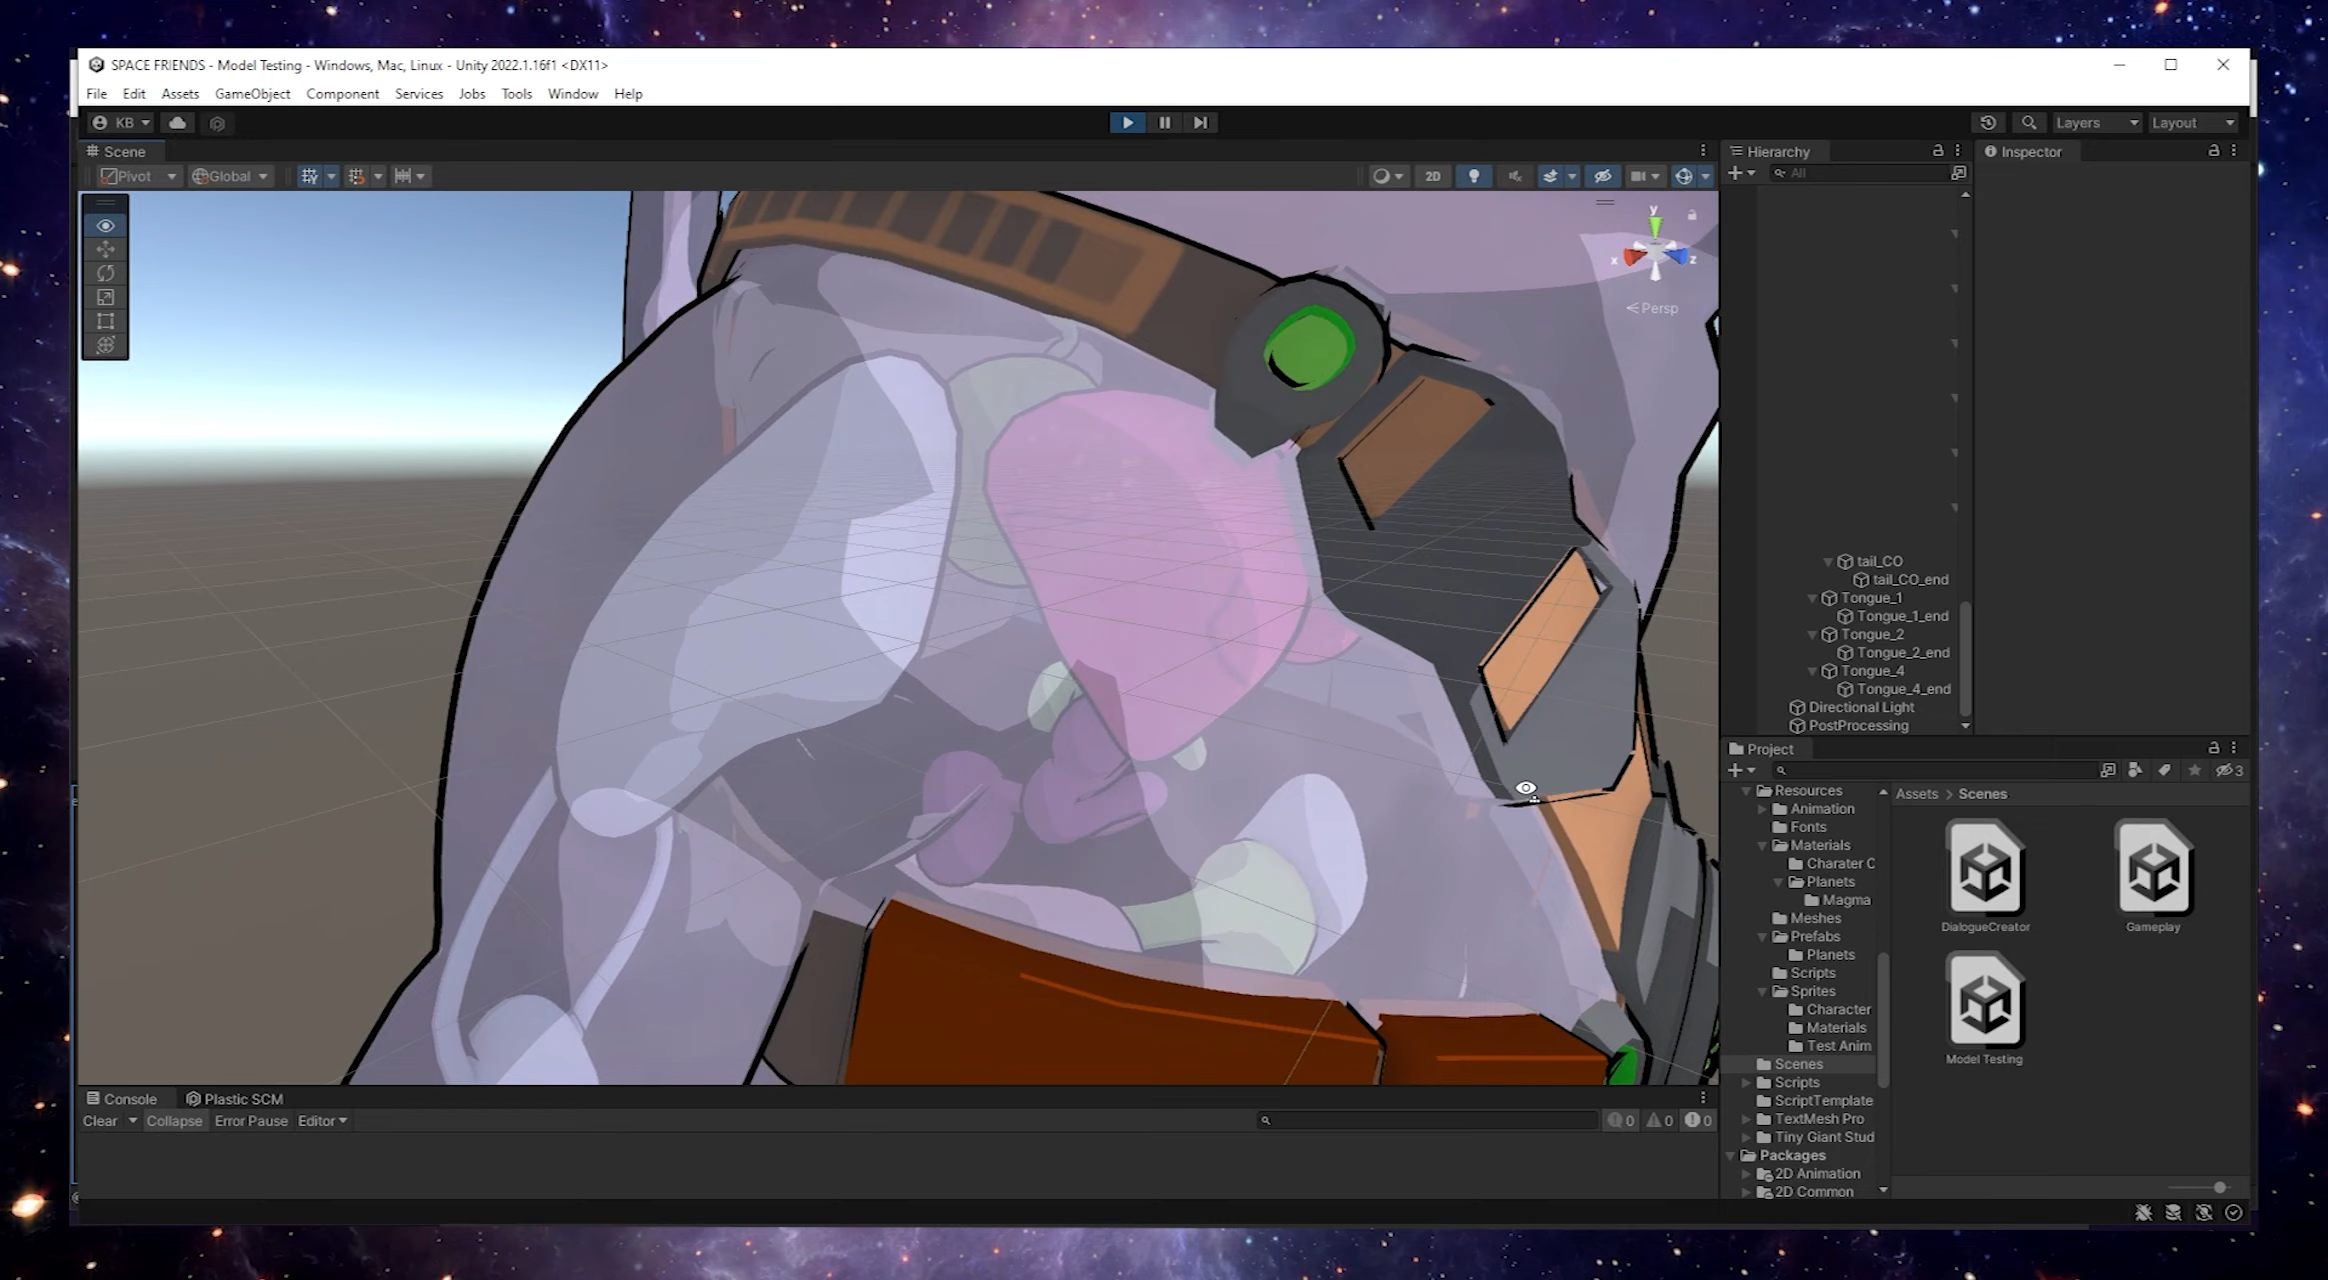 SPACE FRIENDS - Model Testing - Windows, Mac, Linux - Unity 2022.1.16f1 <DX11>
File Edit Assets GameObject Component Services Jobs Tools Window Help
KB Layers Layout
Scene
Pivot Global 2D
y
x z
Persp
Hierarchy
All
tail_CO
tail_CO_end
Tongue_1
Tongue_1_end
Tongue_2
Tongue_2_end
Tongue_4
Tongue_4_end
Directional Light
PostProcessing
Inspector
Project
3
Resources
Animation
Fonts
Materials
Charater C
Planets
Magma
Meshes
Prefabs
Planets
Scripts
Sprites
Character
Materials
Test Anim
Scenes
Scripts
ScriptTemplate
TextMesh Pro
Tiny Giant Stud
Packages
2D Animation
2D Common
Assets > Scenes
DialogueCreator Gameplay
Model Testing
Console Plastic SCM
Clear Collapse Error Pause Editor 0 0 0